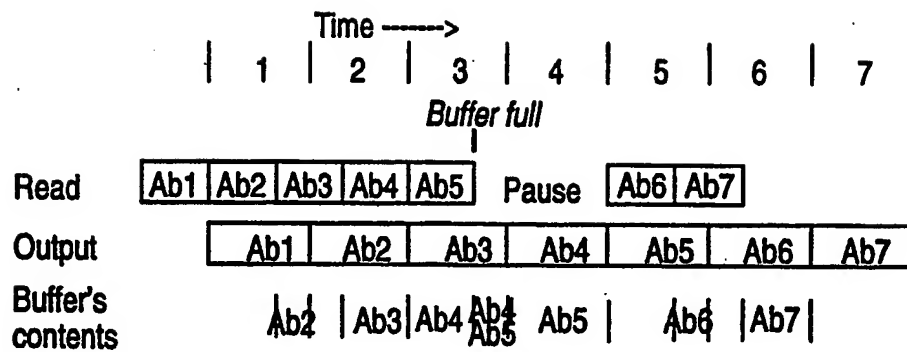 Time ------->
| 1 | 2 | 3 | 4 | 5 | 6 | 7
Buffer full
Read Ab1 Ab2 Ab3 Ab4 Ab5 Pause Ab6 Ab7
Output Ab1 Ab2 Ab3 Ab4 Ab5 Ab6 Ab7
Buffer's
contents Ab2 Ab3 Ab4 Ab4 Ab5 Ab5 Ab6 Ab7